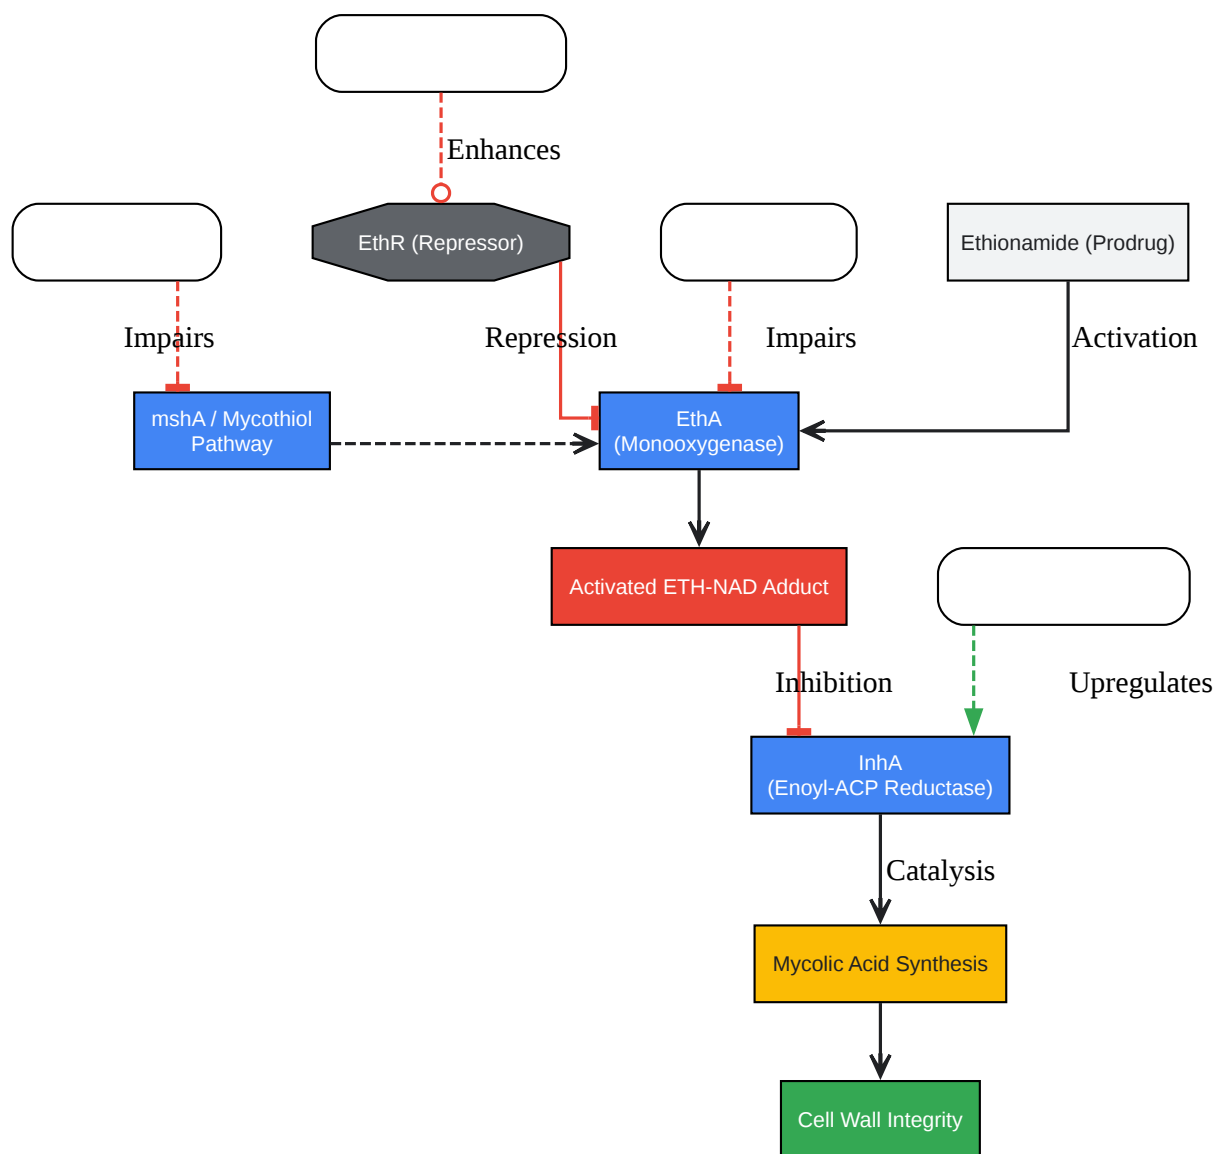 Enhances
EthR (Repressor)
Ethionamide (Prodrug)
Impairs
Repression
Impairs
Activation
mshA / Mycothiol
Pathway
EthA
(Monooxygenase)
Activated ETH-NAD Adduct
Inhibition
Upregulates
InhA
(Enoyl-ACP Reductase)
Catalysis
Mycolic Acid Synthesis
Cell Wall Integrity